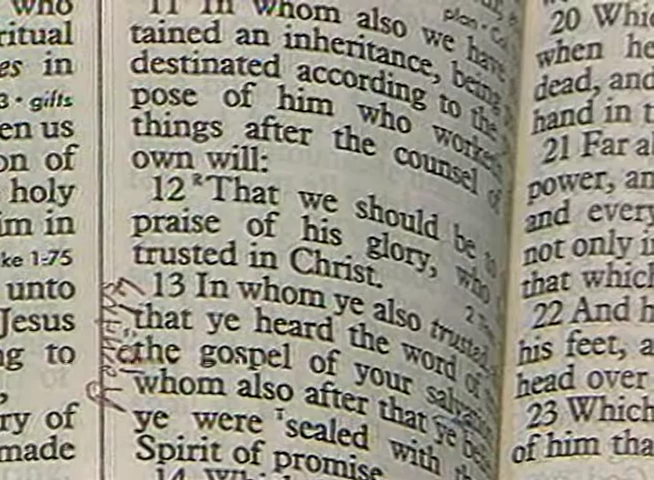 who
ritual
es in
3 · gifts
en us
on of
holy
im in
ke 1-75
unto
Jesus
ng to
ry of
made
11 In whom also we have
tained an inheritance, being
destinated according to the
pose of him who worketh
things after the counsel of
own will:
12 That we should be to
praise of his glory, who
trusted in Christ.
13 In whom ye also trusted,
that ye heard the word of
the gospel of your salvation
whom also after that ye
ye were sealed with
Spirit of promise
14
plan · 
20 Whic
when he
dead, and
hand in t
21 Far a
power, an
and every
not only i
that which
22 And h
his feet, a
head over
23 Which
of him tha